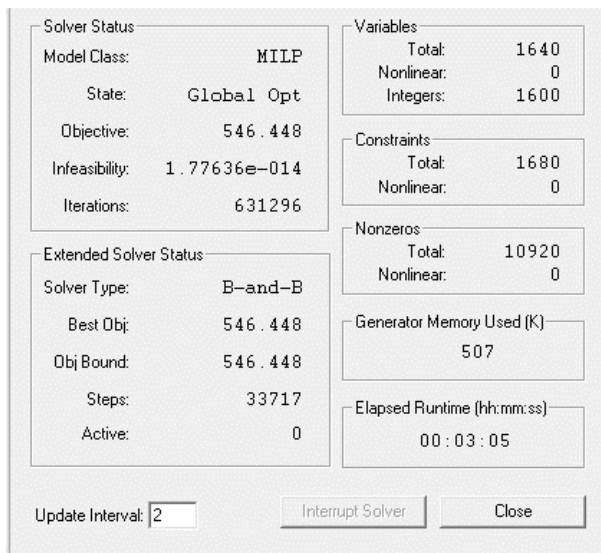 Solver Status
Model Class: MILP
State: Global Opt
Objective: 546.448
Infeasibility: 1.77636e-014
Iterations: 631296
Extended Solver Status
Solver Type: B-and-B
Best Obj: 546.448
Obj Bound: 546.448
Steps: 33717
Active: 0
Variables
Total: 1640
Nonlinear: 0
Integers: 1600
Constraints
Total: 1680
Nonlinear: 0
Nonzeros
Total: 10920
Nonlinear: 0
Generator Memory Used (K)
507
Elapsed Runtime (hh:mm:ss)
00:03:05
Update Interval: 2
Interrupt Solver
Close